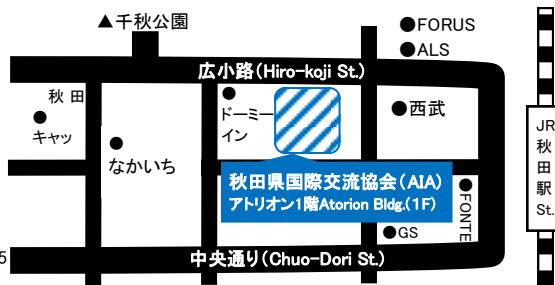 ▲千秋公園
●FORUS
●ALS
広小路(Hiro-koji St.)
秋田
●
キャッ
●
なかいち
●
ドーミー
イン
●西武
秋田県国際交流協会(AIA)
アトリオン1階Atorion Bldg.(1F)
●FONTE
●GS
中央通り(Chuo-Dori St.)
5
JR
秋
田
駅
St.